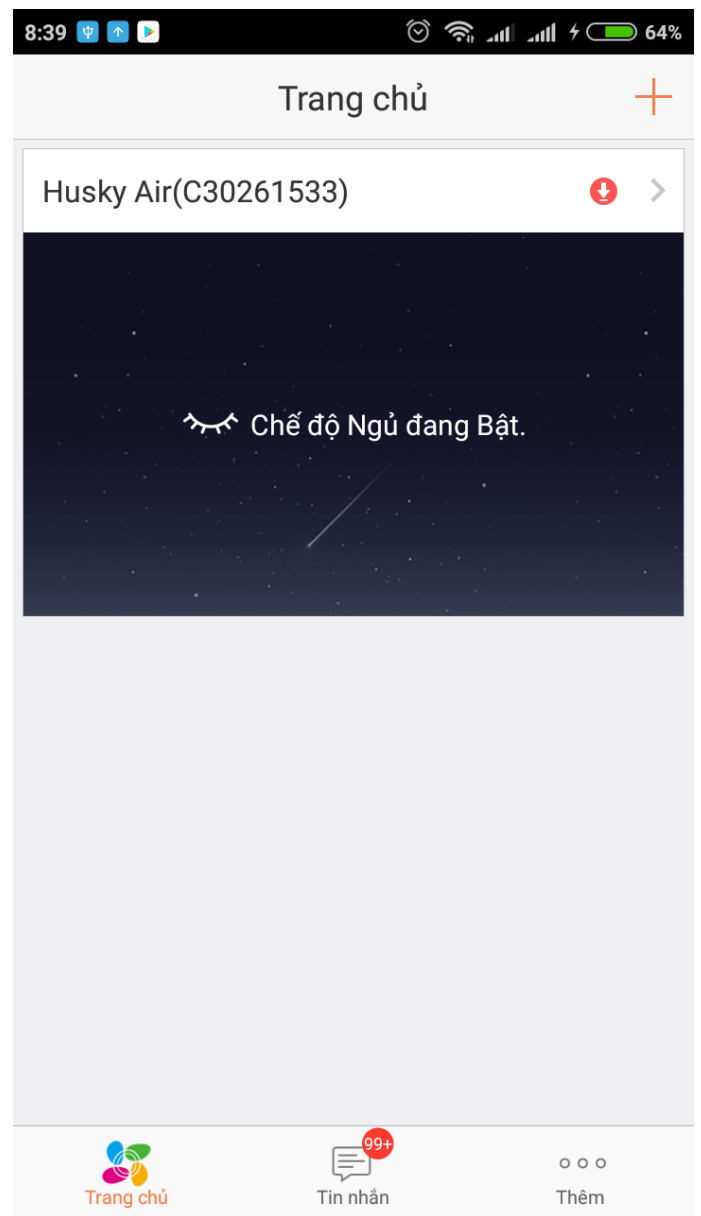 8:39 64%
Trang chủ
Husky Air(C30261533)
Chế độ Ngủ đang Bật.
99+
Trang chủ Tin nhắn Thêm